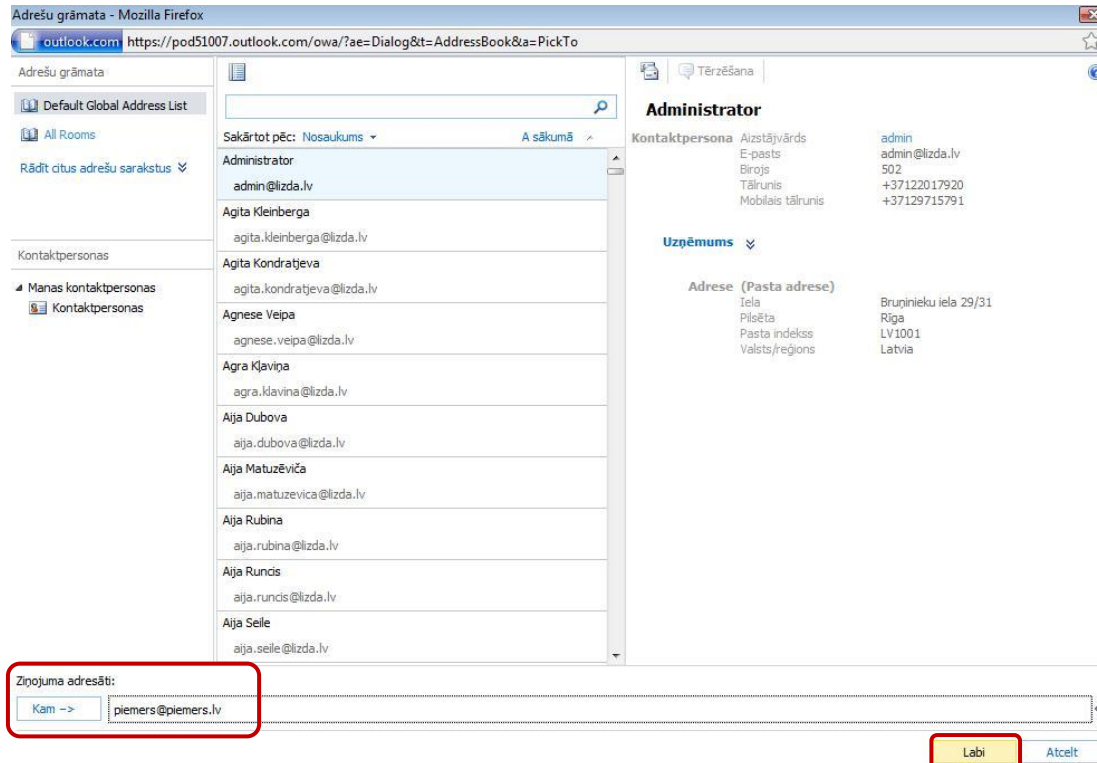 Adrešu grāmata - Mozilla Firefox
outlook.com https://pod51007.outlook.com/owa/?ae=Dialog&t=AddressBook&a=PickTo
Adrešu grāmata
Default Global Address List
All Rooms
Rādīt citus adrešu sarakstus
Kontaktpersonas
Manas kontaktpersonas
Kontaktpersonas
Sakārtot pēc: Nosaukums A sākumā
Administrator
admin@lizda.lv
Agita Kleinberga
agita.kleinberga@lizda.lv
Agita Kondratjeva
agita.kondratjeva@lizda.lv
Agnese Veipa
agnese.veipa@lizda.lv
Agra Kļaviņa
agra.klavina@lizda.lv
Aija Dubova
aija.dubova@lizda.lv
Aija Matuzēviča
aija.matuzevica@lizda.lv
Aija Rubina
aija.rubina@lizda.lv
Aija Runcis
aija.runcis@lizda.lv
Aija Seile
aija.seile@lizda.lv
Tērzēšana
Administrator
Kontaktpersona Aizstājvārds admin
E-pasts admin@lizda.lv
Birojs 502
Tālrunis +37122017920
Mobilais tālrunis +37129715791
Uzņēmums
Adrese (Pasta adrese)
Iela Bruņinieku iela 29/31
Pilsēta Rīga
Pasta indekss LV1001
Valsts/reģions Latvia
Ziņojuma adresāti:
Kam -> piemers@piemers.lv
Labi Atcelt